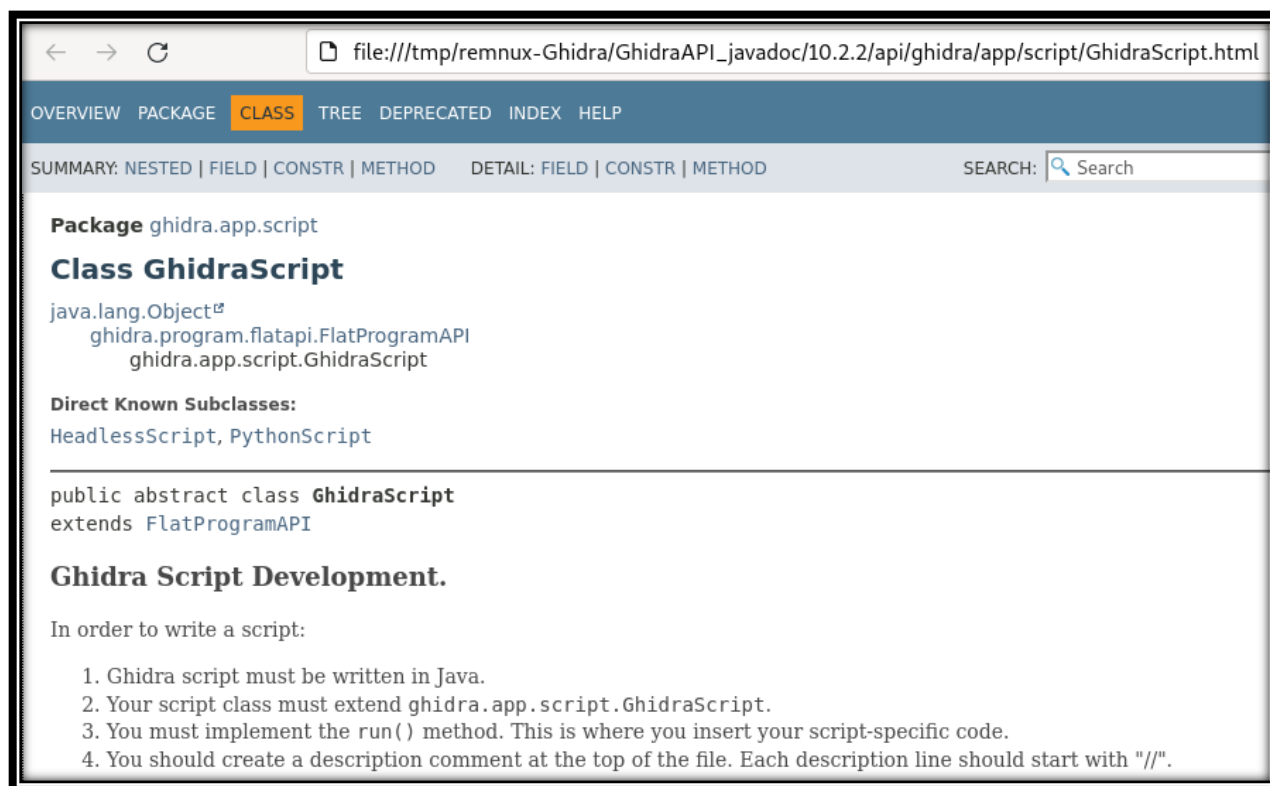 file:///tmp/remnux-Ghidra/GhidraAPI_javadoc/10.2.2/api/ghidra/app/script/GhidraScript.html
OVERVIEW PACKAGE CLASS TREE DEPRECATED INDEX HELP
SUMMARY: NESTED | FIELD | CONSTR | METHOD DETAIL: FIELD | CONSTR | METHOD SEARCH: Search
Package ghidra.app.script
Class GhidraScript
java.lang.Object
ghidra.program.flatapi.FlatProgramAPI
ghidra.app.script.GhidraScript
Direct Known Subclasses:
HeadlessScript, PythonScript
public abstract class GhidraScript
extends FlatProgramAPI
Ghidra Script Development.
In order to write a script:
1. Ghidra script must be written in Java.
2. Your script class must extend ghidra.app.script.GhidraScript.
3. You must implement the run() method. This is where you insert your script-specific code.
4. You should create a description comment at the top of the file. Each description line should start with "//".